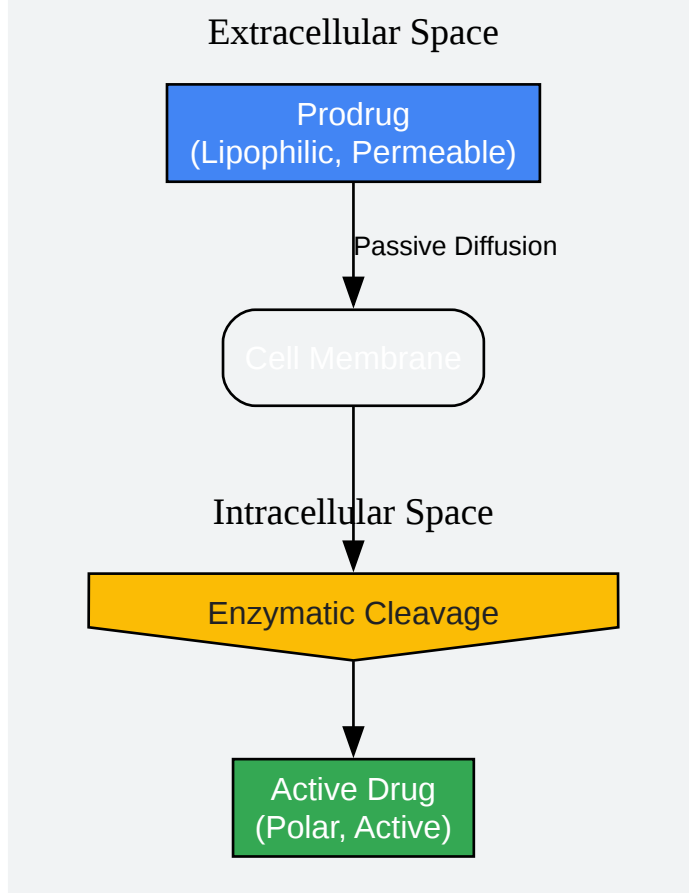 Extracellular Space
Prodrug
(Lipophilic, Permeable)
Passive Diffusion
Cell Membrane
Intracellular Space
Enzymatic Cleavage
Active Drug
(Polar, Active)